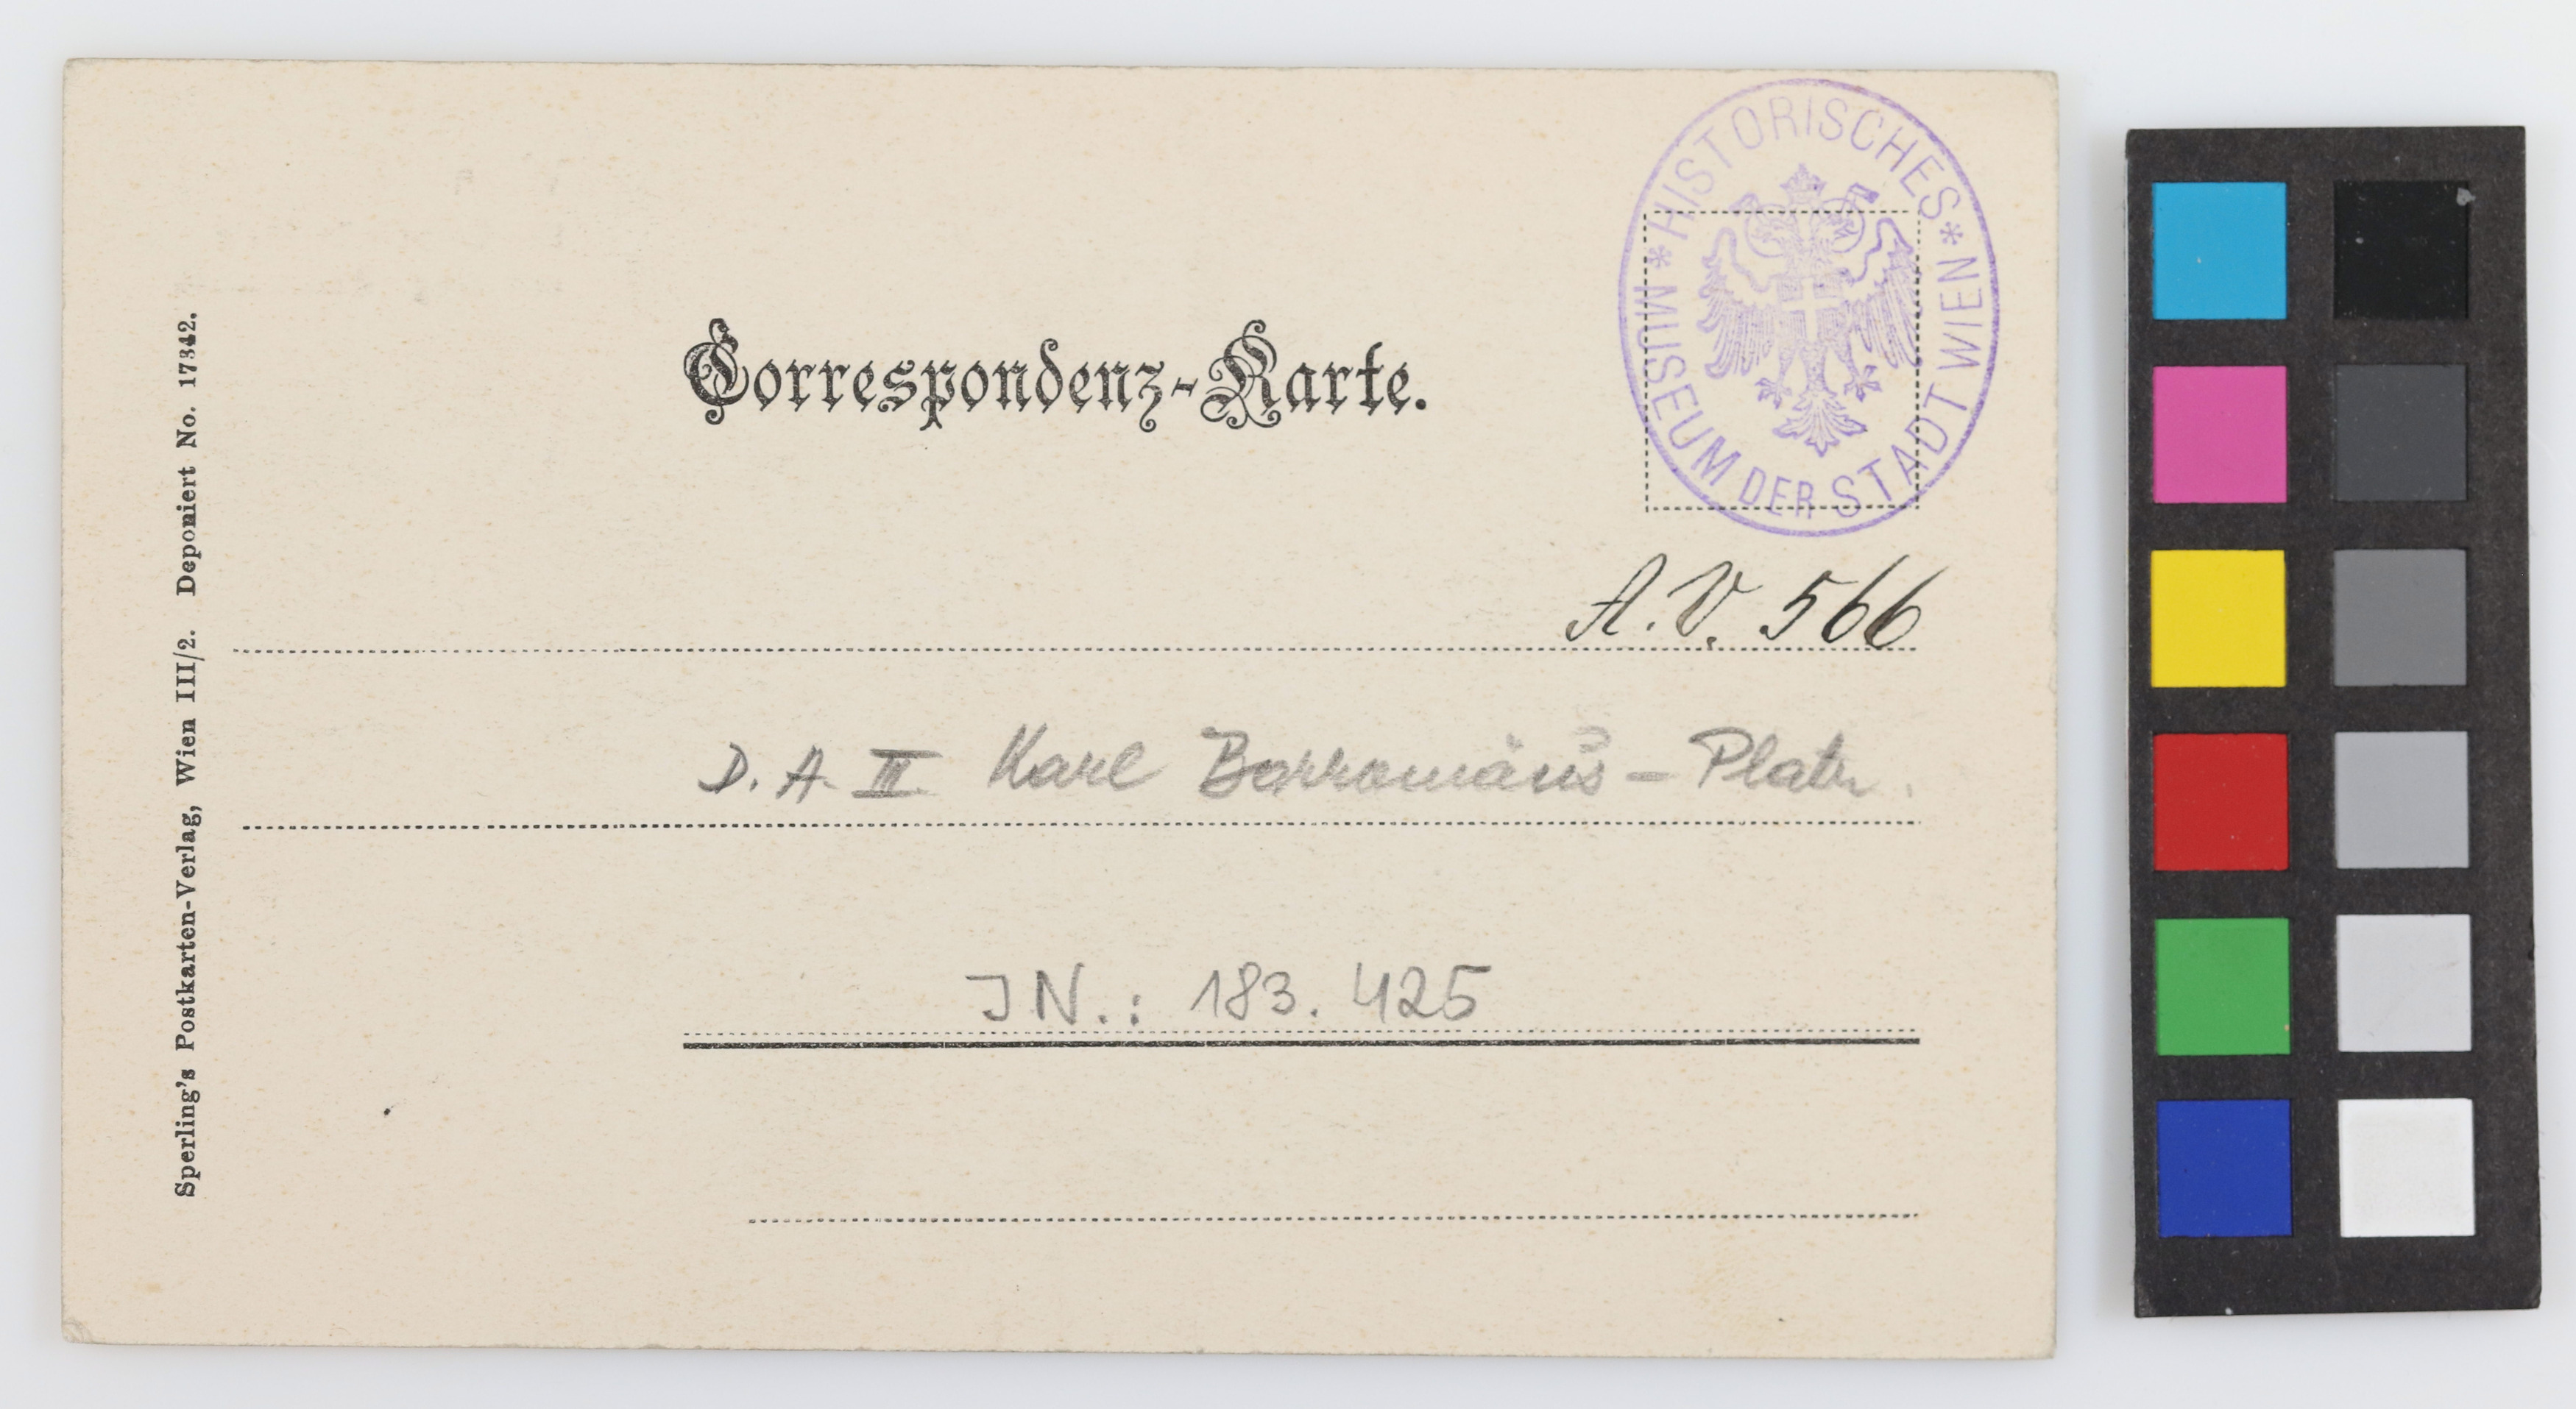 Correspondenz-Karte.
* HISTORISCHES *
MUSEUM DER STADT WIEN
A.V. 566
D. A. III Karl Borromäus-Platz.
JN.: 183.425
Sperling's Postkarten-Verlag, Wien III/2. Deponiert No. 17342.